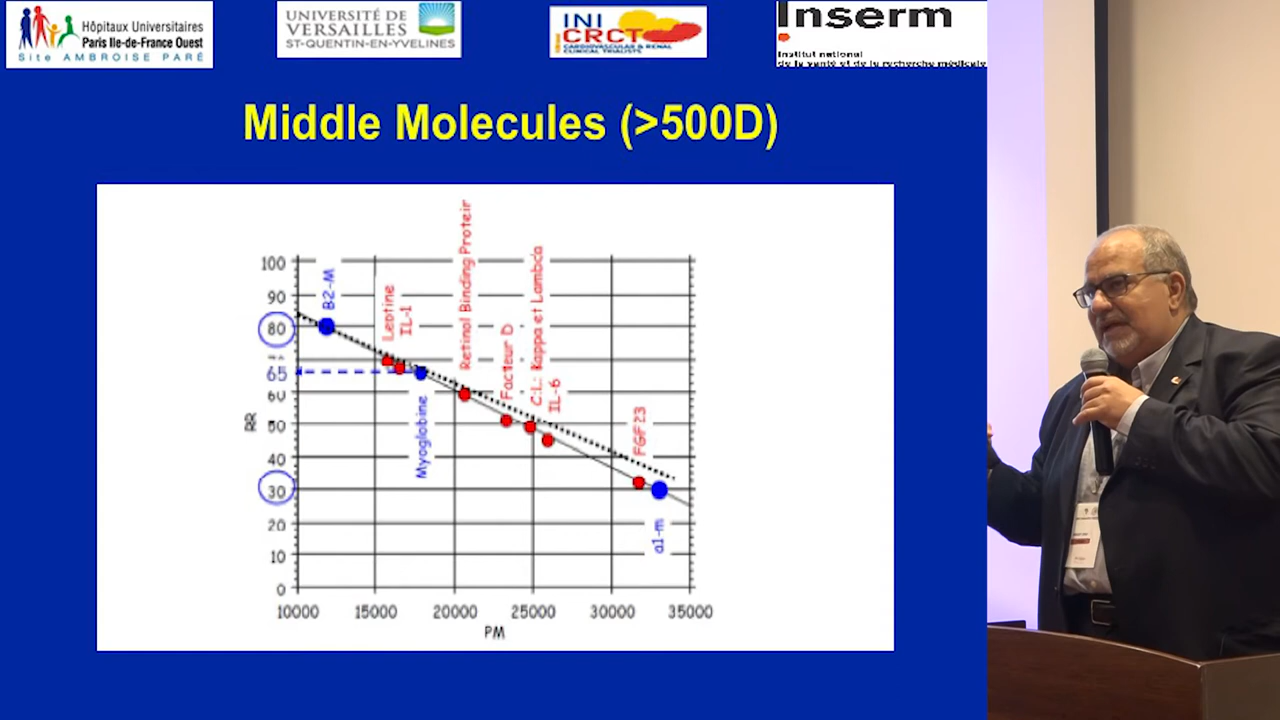 Hôpitaux Universitaires
Paris Ile-de-France Ouest
Site AMBROISE PARÉ
UNIVERSITÉ DE
VERSAILLES
ST-QUENTIN-EN-YVELINES
INI
CRCT
CARDIOVASCULAR & RENAL
CLINICAL TRIALISTS
Inserm
Institut national
de la santé et de la recherche médicale
Middle Molecules (>500D)
100
90
80
65
60
50
40
30
20
10
0
RR
B2-M
Leptine
IL-1
Myoglobine
Retinol Binding Protein
Facteur D
C.L: Kappa et Lambda
IL-6
FGF23
a1-m
10000
15000
20000
25000
30000
35000
PM